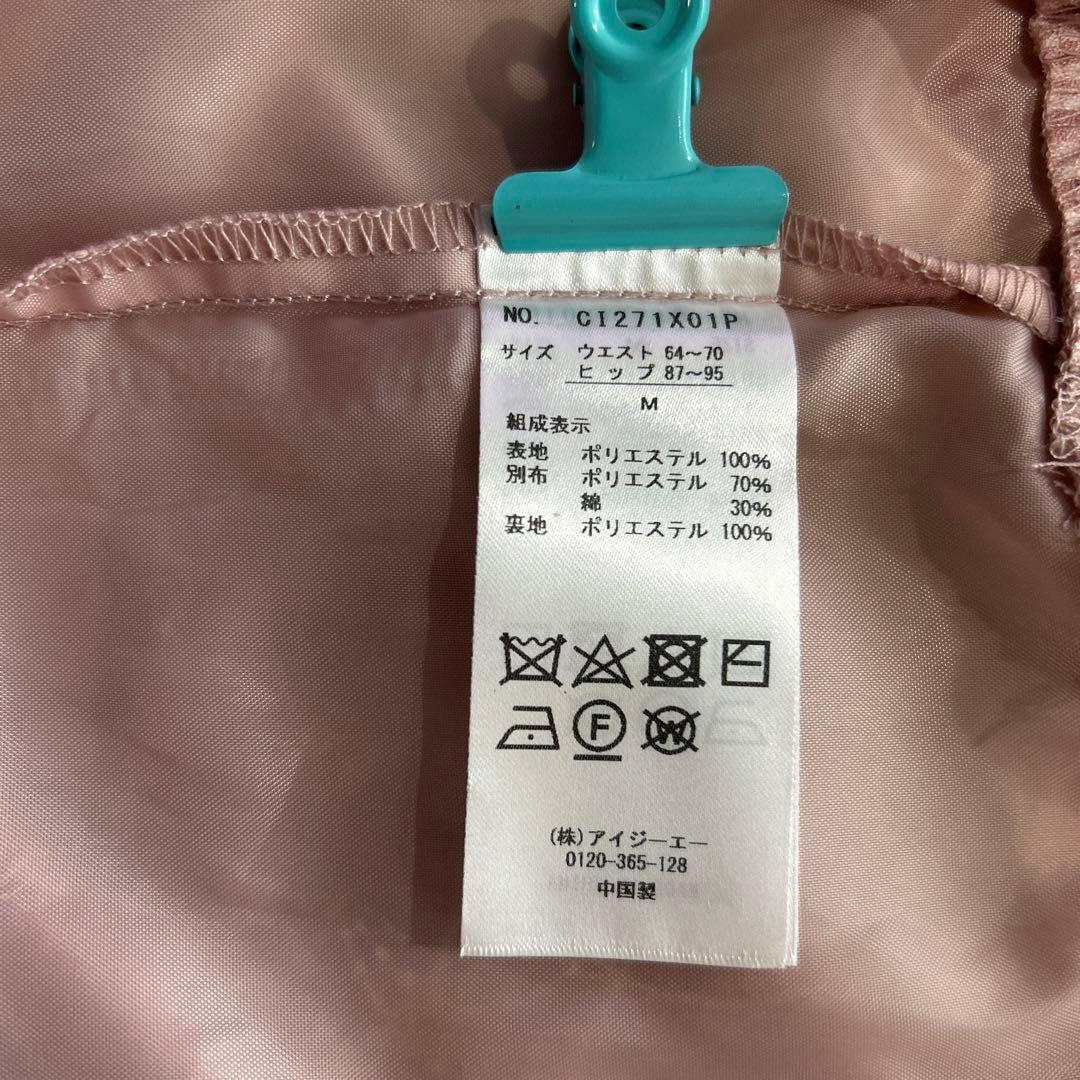 NO. CI271X01P
サイズ ウエスト 64～70
ヒップ 87～95
M
組成表示
表地 ポリエステル 100%
別布 ポリエステル 70%
綿 30%
裏地 ポリエステル 100%
F
W
(株)アイジーエー
0120-365-128
中国製